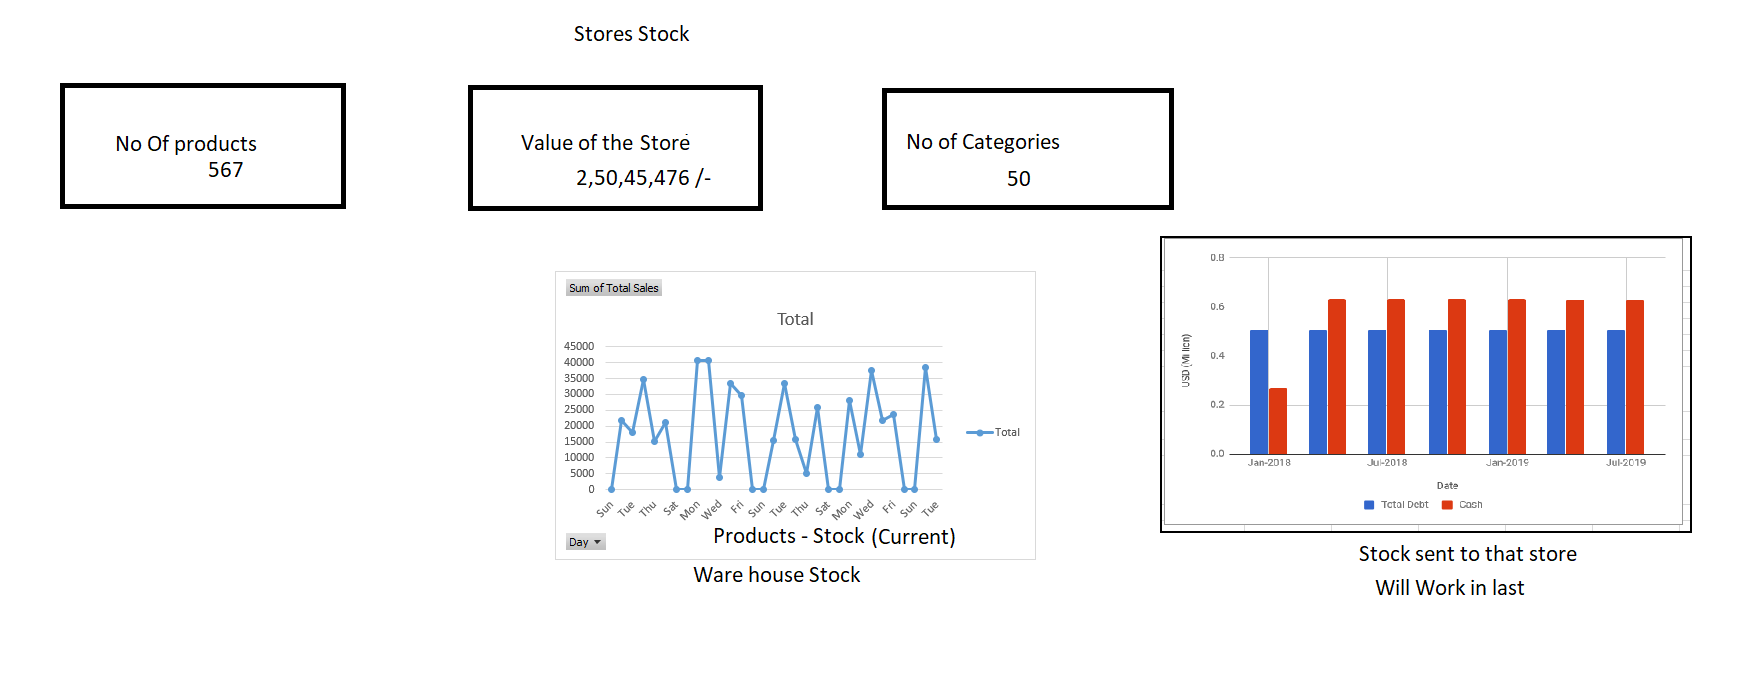 Stores Stock
No Of products
567
Value of the Store
2,50,45,476 /-
No of Categories
50
Sum of Total Sales
Total
45000
40000
35000
30000
25000
20000
15000
10000
5000
0
Sun Tue Thu Sat Mon Wed Fri Sun Tue Thu Sat Mon Wed Fri Sun Tue
Total
Products - Stock (Current)
Day
Ware house Stock
0.8
0.6
0.4
0.2
0.0
USD (Million)
Jan-2018 Jul-2018 Jan-2019 Jul-2019
Date
Total Debt Cash
Stock sent to that store
Will Work in last